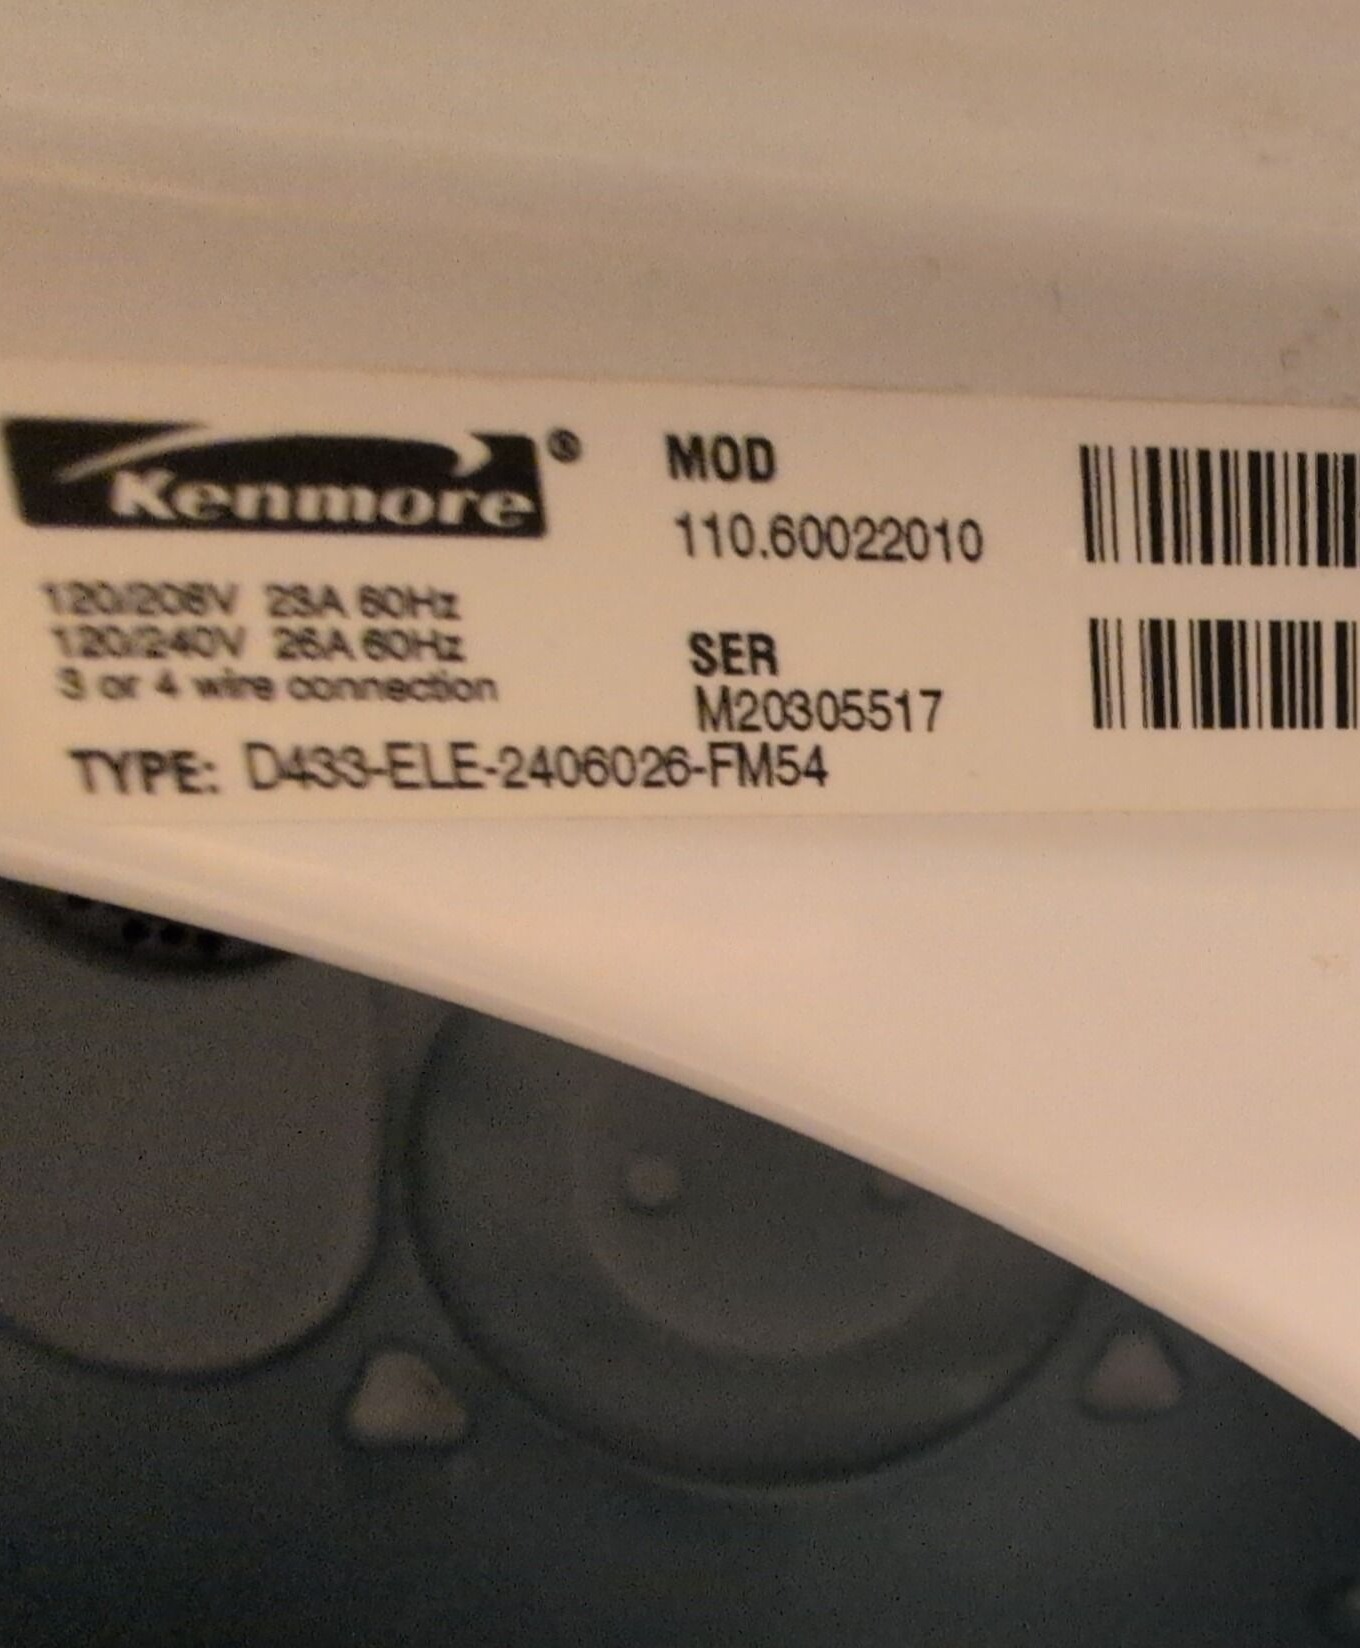 Kenmore®
MOD
110.60022010
120/208V 23A 60Hz
120/240V 26A 60Hz
3 or 4 wire connection
SER
M20305517
TYPE: D433-ELE-2406026-FM54